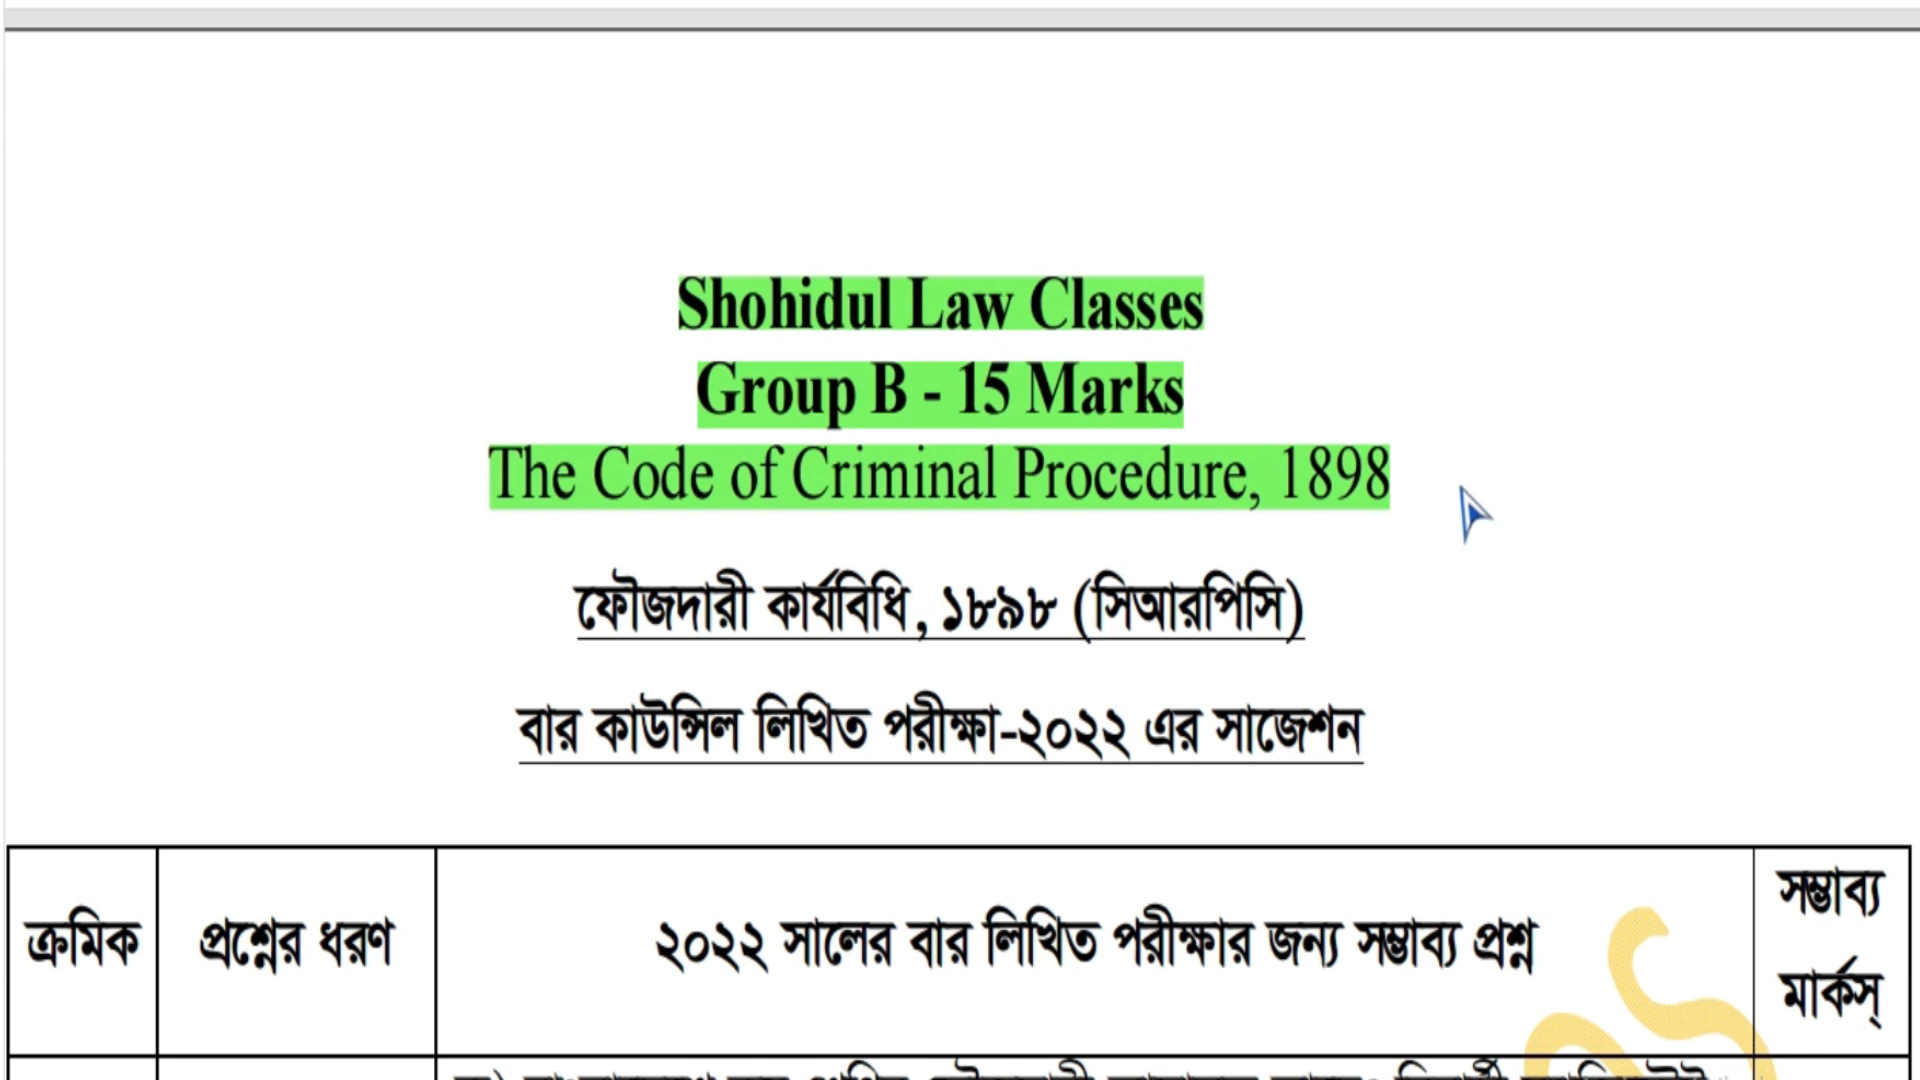 Shohidul Law Classes
Group B - 15 Marks
The Code of Criminal Procedure, 1898
ফৌজদারী কার্যবিধি, ১৮৯৮ (সিআরপিসি)
বার কাউন্সিল লিখিত পরীক্ষা-২০২২ এর সাজেশন
ক্রমিক
প্রশ্নের ধরণ
২০২২ সালের বার লিখিত পরীক্ষার জন্য সম্ভাব্য প্রশ্ন
সম্ভাব্য
মার্কস্